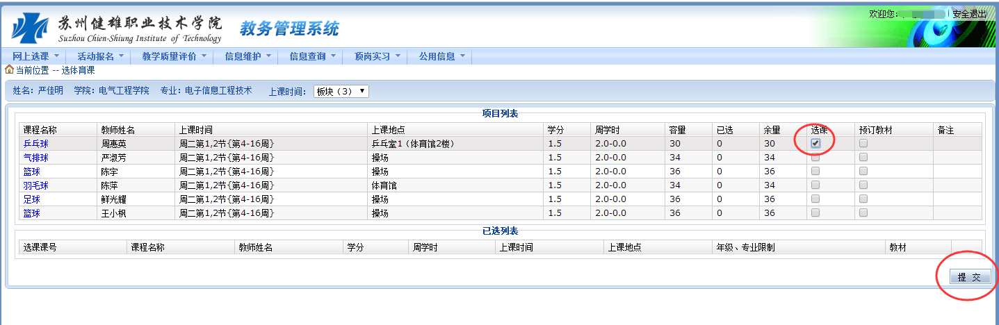 苏州健雄职业技术学院 教务管理系统 欢迎您: | 安全退出
Suzhou Chien-Shiung Institute of Technology
网上选课 活动报名 教学质量评价 信息维护 信息查询 顶岗实习 公用信息
当前位置 -- 选体育课
姓名：严佳明 学院：电气工程学院 专业：电子信息工程技术 上课时间： 板块（3）
项目列表
课程名称 教师姓名 上课时间 上课地点 学分 周学时 容量 已选 余量 选课 预订教材 备注
乒乓球 周惠英 周二第1,2节{第4-16周} 乒乓室1（体育馆2楼） 1.5 2.0-0.0 30 0 30
气排球 严淑芳 周二第1,2节{第4-16周} 操场 1.5 2.0-0.0 34 0 34
篮球 陈宇 周二第1,2节{第4-16周} 操场 1.5 2.0-0.0 36 0 36
羽毛球 陈萍 周二第1,2节{第4-16周} 体育馆 1.5 2.0-0.0 34 0 34
足球 鲜光耀 周二第1,2节{第4-16周} 操场 1.5 2.0-0.0 36 0 36
篮球 王小枫 周二第1,2节{第4-16周} 操场 1.5 2.0-0.0 36 0 36
已选列表
选课课号 课程名称 教师姓名 学分 周学时 上课时间 上课地点 年级、专业限制 教材
提 交